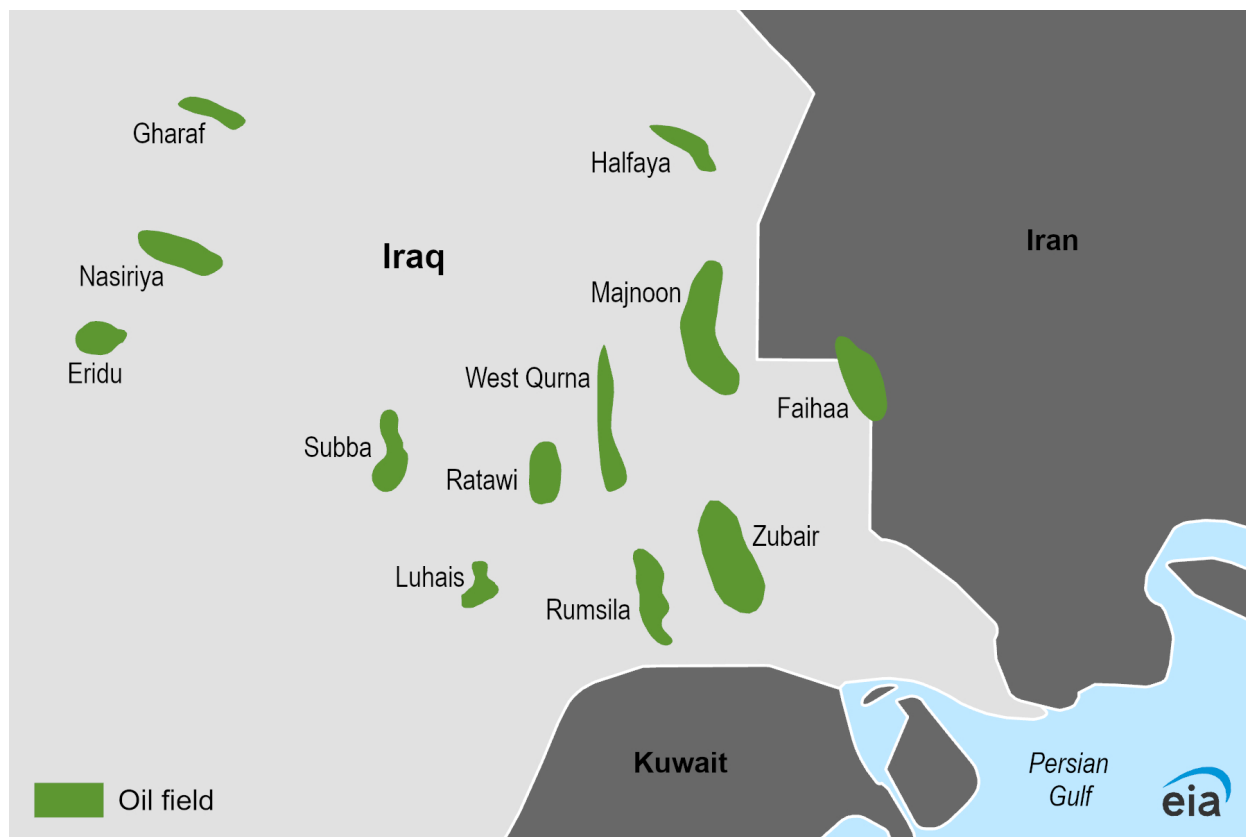 Gharaf
Halfaya
Iraq
Iran
Nasiriya
Majnoon
Eridu
West Qurna
Faihaa
Subba
Ratawi
Zubair
Luhais
Rumsila
Kuwait
Persian
Gulf
Oil field
eia